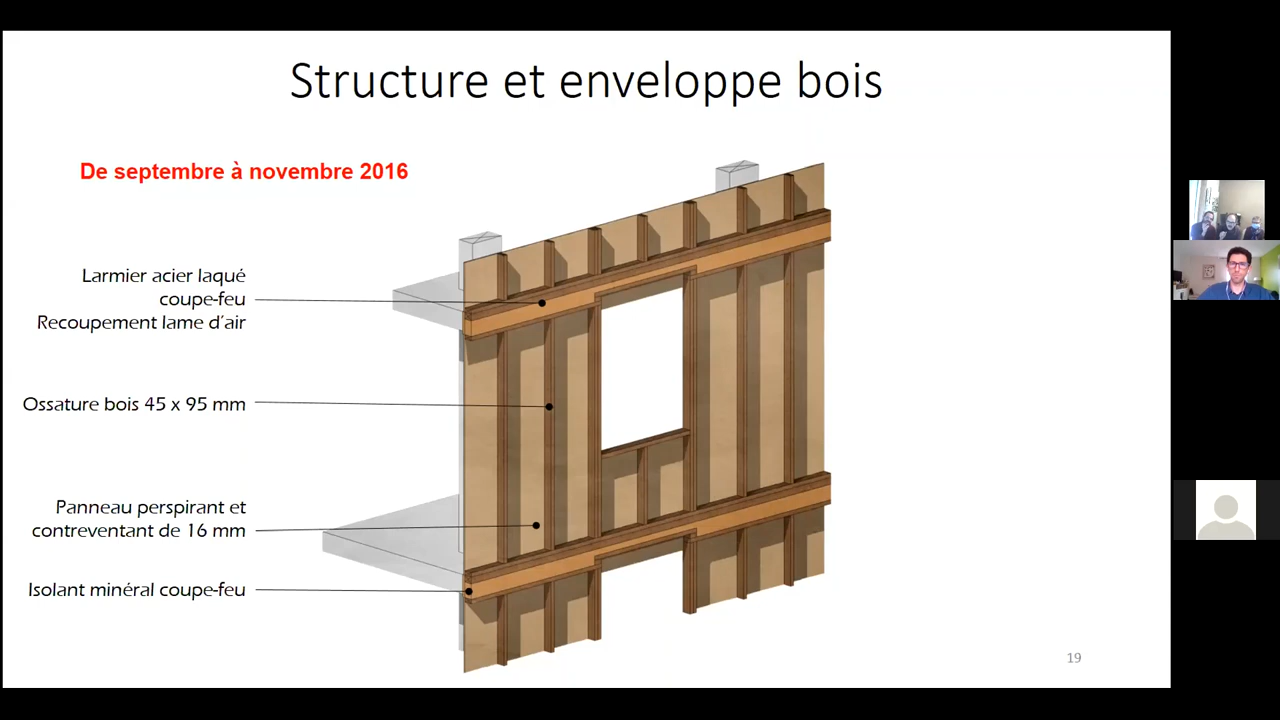 Structure et enveloppe bois
De septembre à novembre 2016
Larmier acier laqué
coupe-feu
Recoupement lame d'air
Ossature bois 45 x 95 mm
Panneau perspirant et
contreventant de 16 mm
Isolant minéral coupe-feu
19